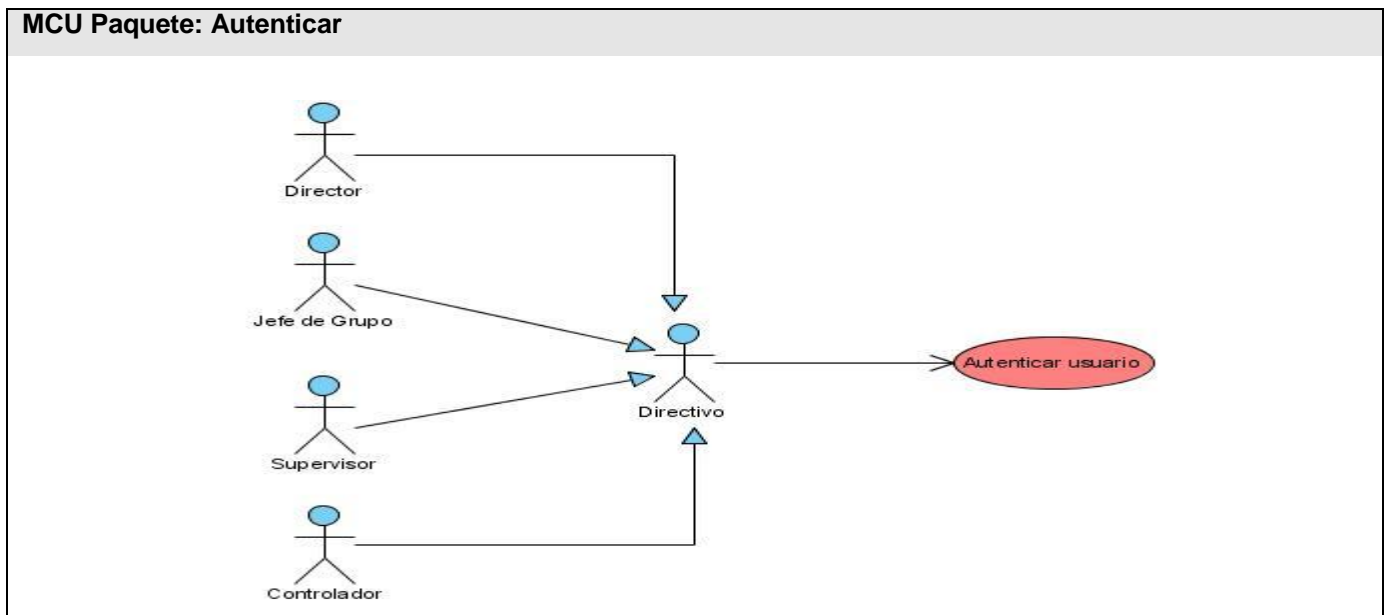 MCU Paquete: Autenticar
Director
Jefe de Grupo
Supervisor
Controlador
Directivo
Autenticar usuario